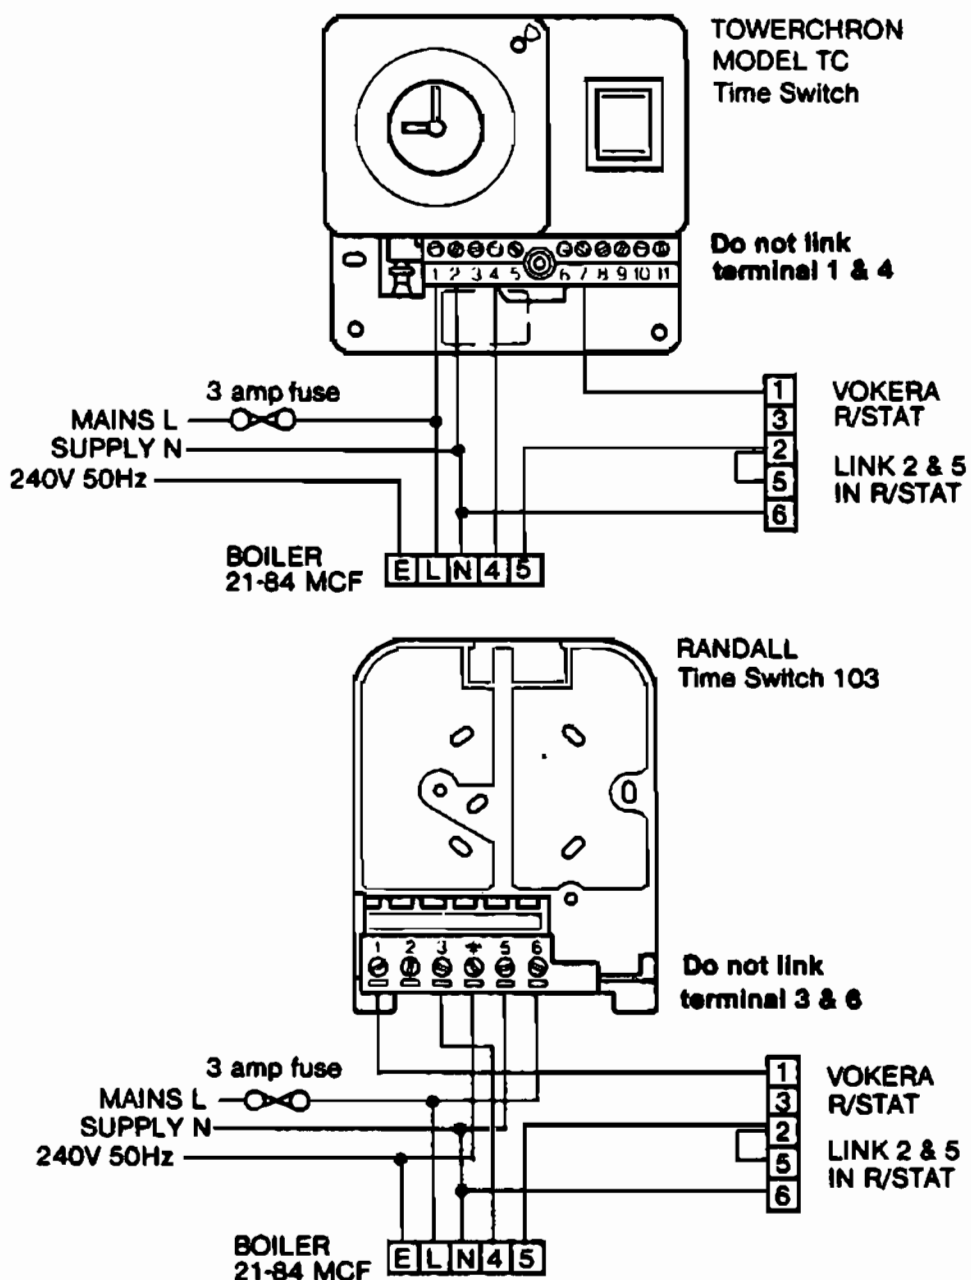 TOWERCHRON
MODEL TC
Time Switch
1 2 3 4 5 6 7 8 9 10 11
Do not link
terminal 1 & 4
3 amp fuse
MAINS L
SUPPLY N
240V 50Hz
1
3
2
5
6
VOKERA
R/STAT
LINK 2 & 5
IN R/STAT
BOILER
21-84 MCF
E L N 4 5
RANDALL
Time Switch 103
1 2 3 5 6
Do not link
terminal 3 & 6
3 amp fuse
MAINS L
SUPPLY N
240V 50Hz
1
3
2
5
6
VOKERA
R/STAT
LINK 2 & 5
IN R/STAT
BOILER
21-84 MCF
E L N 4 5